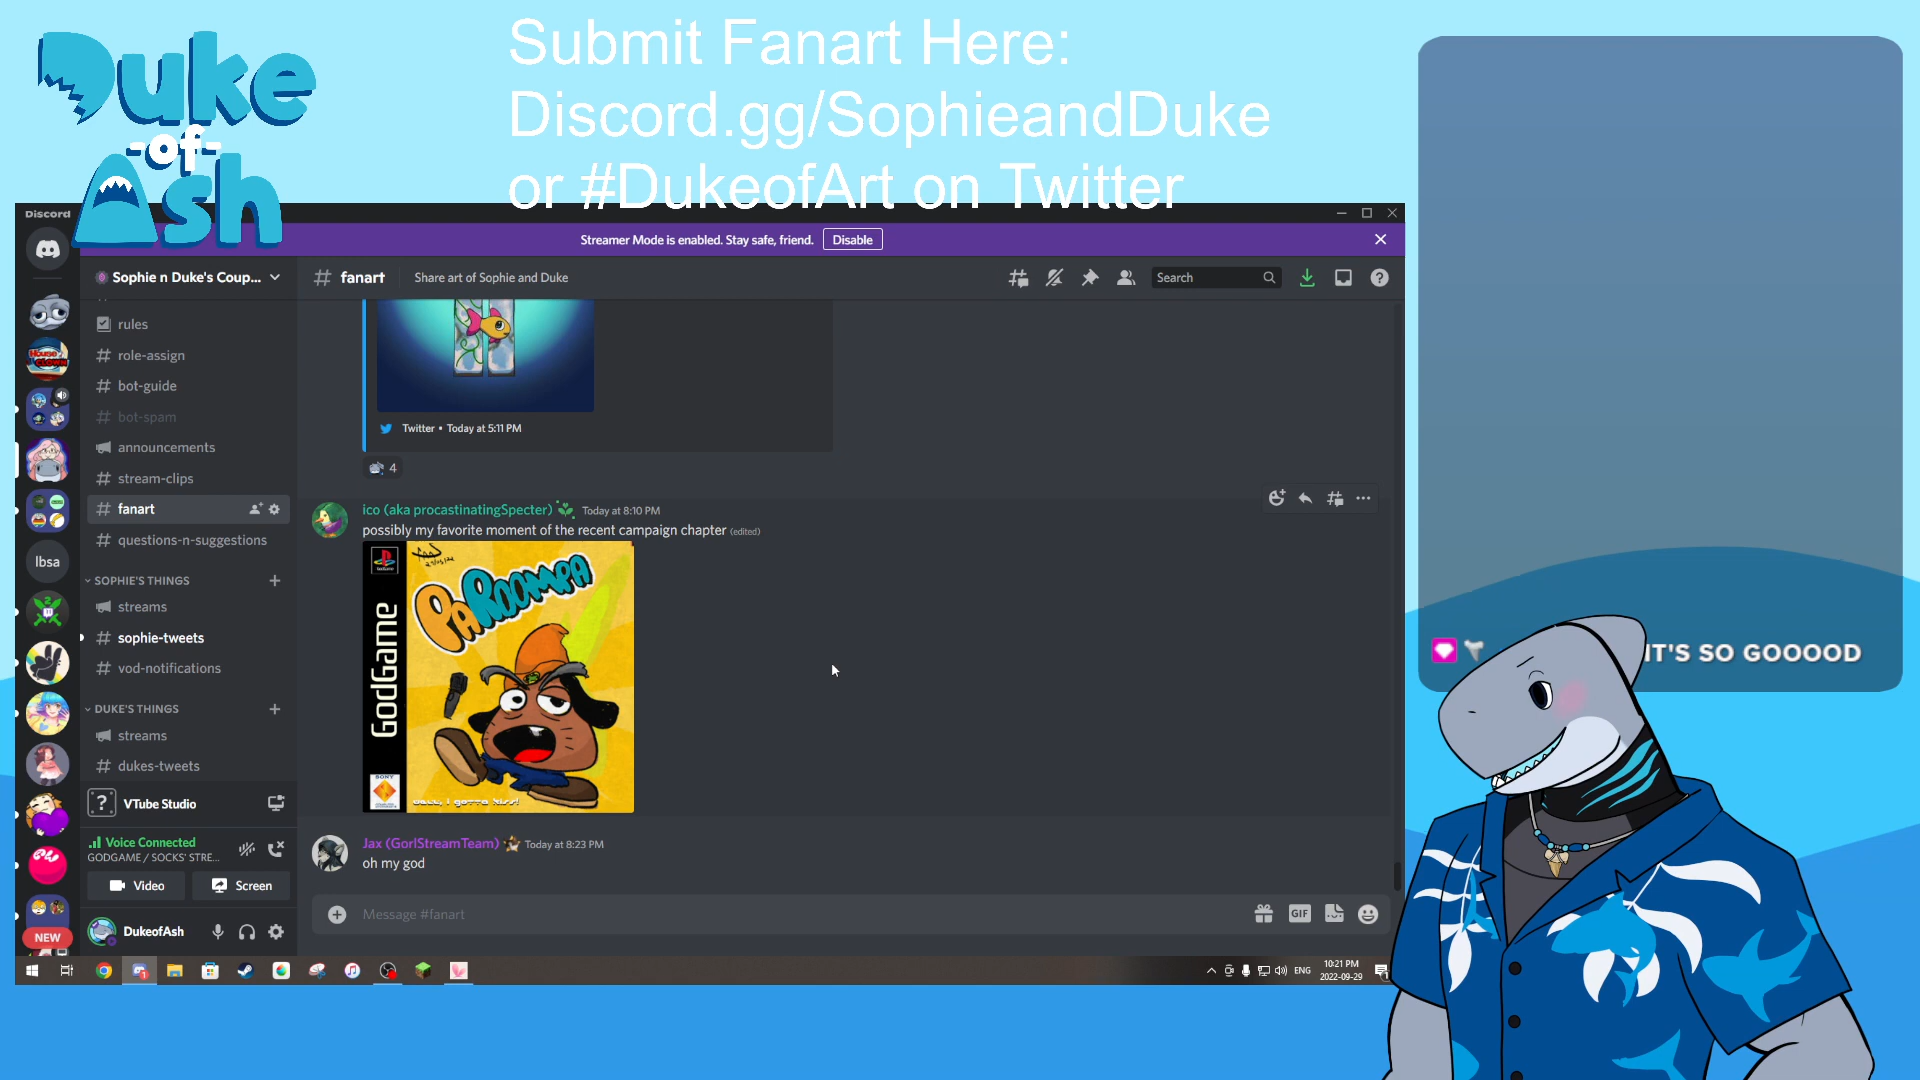 Duke
-of-
Ash
Submit Fanart Here:
Discord.gg/SophieandDuke
or #DukeofArt on Twitter
Discord
Streamer Mode is enabled. Stay safe, friend.
Disable
Sophie n Duke's Coup...
fanart
Share art of Sophie and Duke
Search
rules
role-assign
bot-guide
bot-spam
announcements
stream-clips
fanart
questions-n-suggestions
SOPHIE'S THINGS
streams
sophie-tweets
vod-notifications
DUKE'S THINGS
streams
dukes-tweets
VTube Studio
Voice Connected
GODGAME / SOCKS' STRE...
Video
Screen
DukeofAsh
House
lbsa
NEW
Twitter • Today at 5:11 PM
4
ico (aka procastinatingSpecter)
Today at 8:10 PM
possibly my favorite moment of the recent campaign chapter (edited)
PAROOMPA
GodGame
SONY
well, i gotta kiss!
Jax (GorlStreamTeam)
Today at 8:23 PM
oh my god
Message #fanart
GIF
ENG
10:21 PM
2022-09-29
IT'S SO GOOOOD